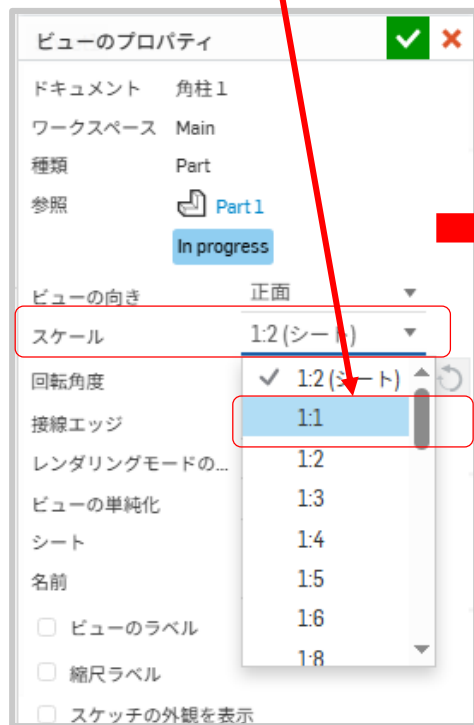 ビューのプロパティ
ドキュメント 角柱1
ワークスペース Main
種類 Part
参照 Part 1
In progress
ビューの向き 正面
スケール 1:2 (シート)
回転角度 1:2 (シート)
接線エッジ 1:1
レンダリングモードの... 1:2
ビューの単純化 1:3
シート 1:4
名前 1:5
1:6
ビューのラベル
1:8
縮尺ラベル
スケッチの外観を表示